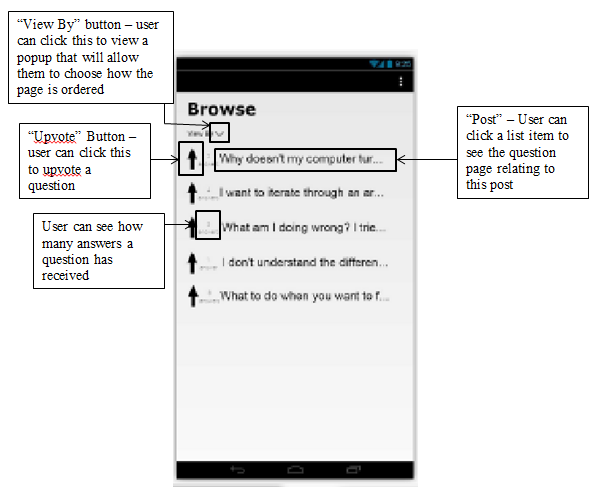 “View By” button – user
can click this to view a
popup that will allow
them to choose how the
page is ordered
“Upvote” Button –
user can click this
to upvote a
question
User can see how
many answers a
question has
received
“Post” – User can
click a list item to
see the question
page relating to
this post
9:25
Browse
View By
Why doesn't my computer tur...
I want to iterate through an ar...
What am I doing wrong? I trie...
I don't understand the differen...
What to do when you want to f...